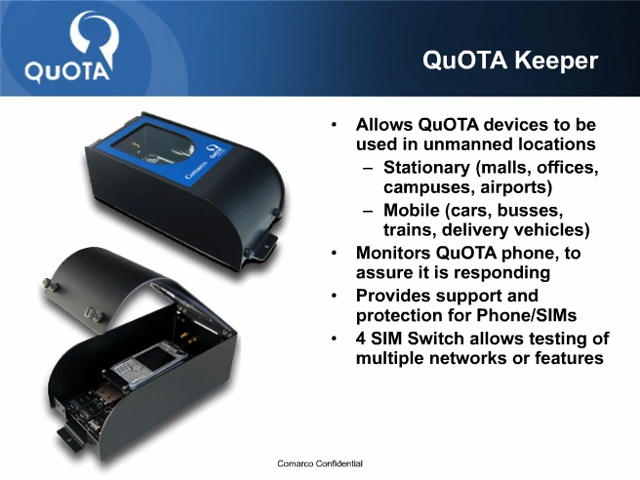 QUOTA
QuOTA Keeper
• Allows QuOTA devices to be
used in unmanned locations
– Stationary (malls, offices,
campuses, airports)
– Mobile (cars, busses,
trains, delivery vehicles)
• Monitors QuOTA phone, to
assure it is responding
• Provides support and
protection for Phone/SIMs
• 4 SIM Switch allows testing of
multiple networks or features
Comarco
QUOTA
Comarco Confidential